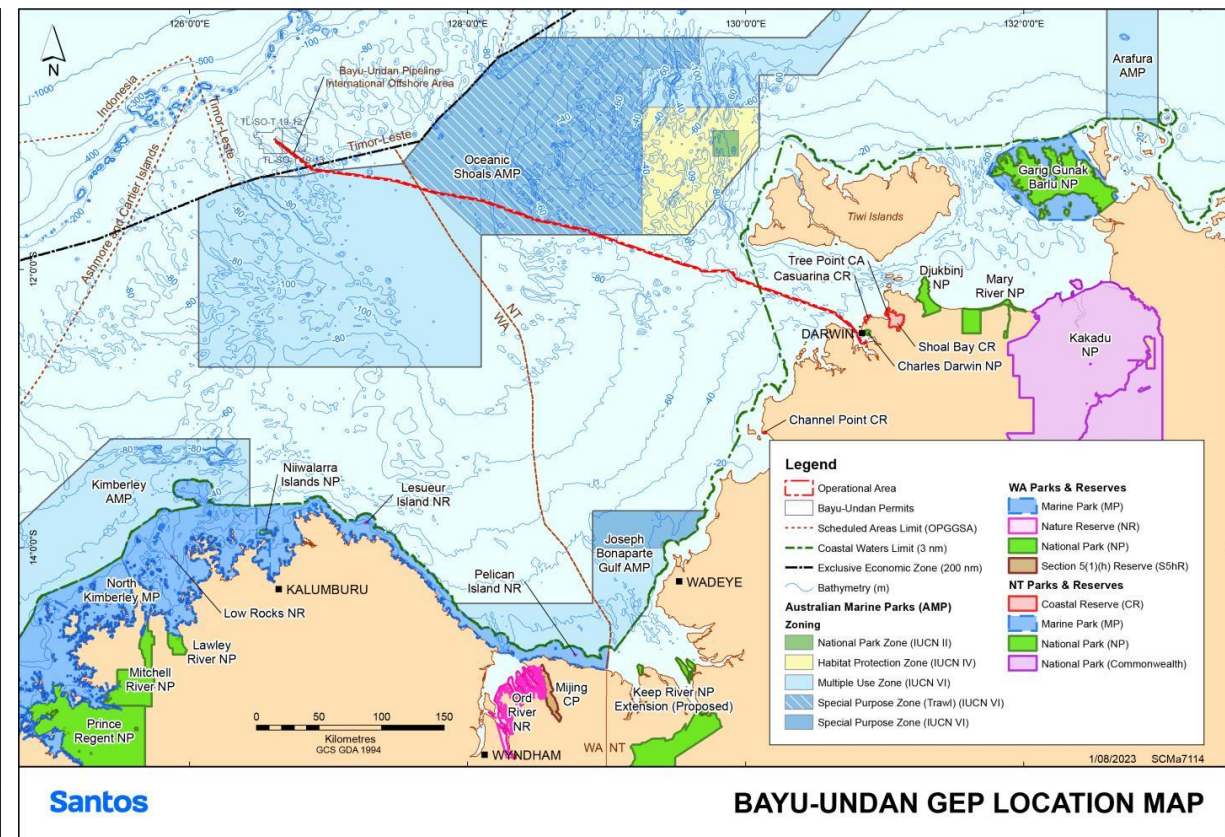 126°0'0"E
128°0'0"E
130°0'0"E
132°0'0"E
N
Indonesia
Timor-Leste
Ashmore and Cartier Islands
Bayu-Undan Pipeline
International Offshore Area
TL-SO-T 19-12
Timor-Leste
Oceanic
Shoals AMP
Arafura
AMP
Garig Gunak
Barlu NP
Tiwi Islands
12°0'0"S
Tree Point CA
Casuarina CR
Djukbinj
NP
Mary
River NP
NT
WA
DARWIN
Shoal Bay CR
Charles Darwin NP
Kakadu
NP
Channel Point CR
Kimberley
AMP
Niiwalarra
Islands NP
Lesueur
Island NR
14°0'0"S
Joseph
Bonaparte
Gulf AMP
WADEYE
North
Kimberley MP
KALUMBURU
Low Rocks NR
Pelican
Island NR
Lawley
River NP
Mitchell
River NP
Prince
Regent NP
Ord
River
NR
Mijing
CP
Keep River NP
Extension (Proposed)
WYNDHAM
WA NT
0 50 100 150
Kilometres
GCS GDA 1994
Legend
Operational Area
Bayu-Undan Permits
Scheduled Areas Limit (OPGGSA)
Coastal Waters Limit (3 nm)
Exclusive Economic Zone (200 nm)
Bathymetry (m)
Australian Marine Parks (AMP)
Zoning
National Park Zone (IUCN II)
Habitat Protection Zone (IUCN IV)
Multiple Use Zone (IUCN VI)
Special Purpose Zone (Trawl) (IUCN VI)
Special Purpose Zone (IUCN VI)
WA Parks & Reserves
Marine Park (MP)
Nature Reserve (NR)
National Park (NP)
Section 5(1)(h) Reserve (S5hR)
NT Parks & Reserves
Coastal Reserve (CR)
Marine Park (MP)
National Park (NP)
National Park (Commonwealth)
1/08/2023 SCMa7114
Santos
BAYU-UNDAN GEP LOCATION MAP